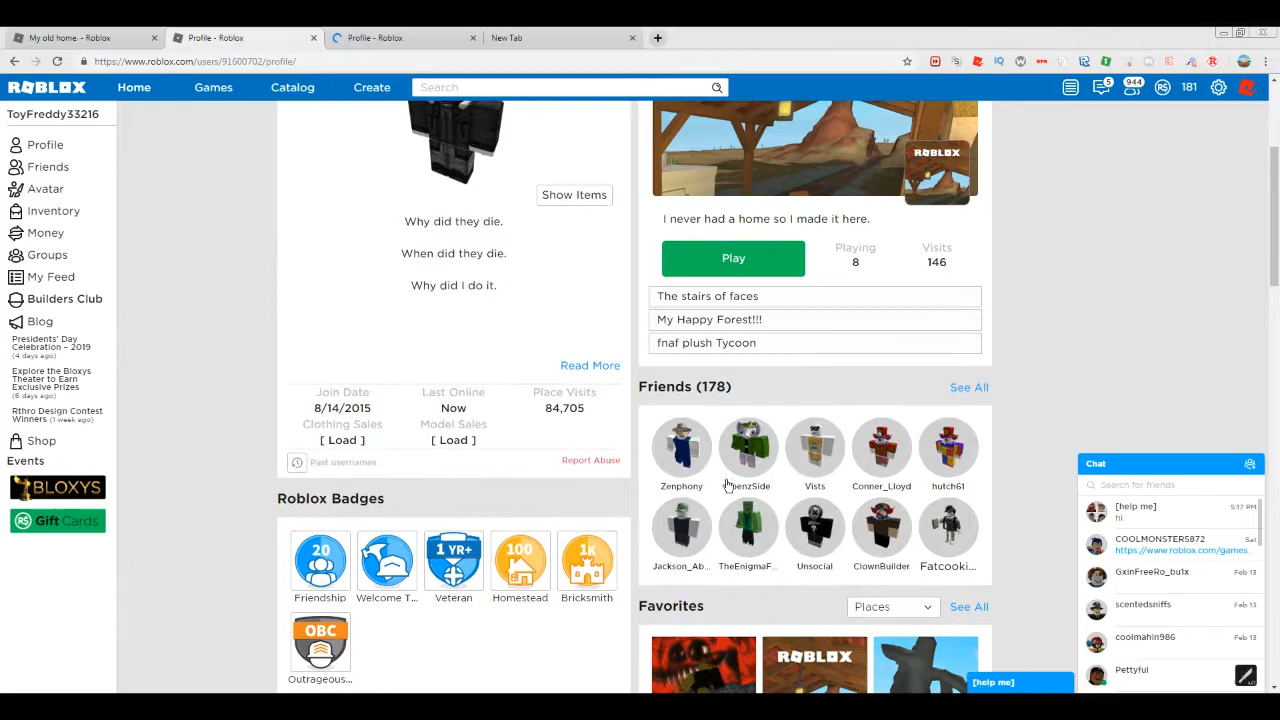 My old home. - Roblox
Profile - Roblox
Profile - Roblox
New Tab
https://www.roblox.com/users/91600702/profile/
ROBLOX
Home
Games
Catalog
Create
Search
5
944
181
ToyFreddy33216
Profile
Friends
Avatar
Inventory
Money
Groups
My Feed
Builders Club
Blog
Presidents' Day
Celebration – 2019
(4 days ago)
Explore the Bloxys
Theater to Earn
Exclusive Prizes
(6 days ago)
Rthro Design Contest
Winners (1 week ago)
Shop
Events
BLOXYS
Gift Cards
Show Items
Why did they die.
When did they die.
Why did I do it.
Read More
Join Date
Last Online
Place Visits
8/14/2015
Now
84,705
Clothing Sales
Model Sales
[ Load ]
[ Load ]
Past usernames
Report Abuse
Roblox Badges
20
1 YR+
100
1K
Friendship
Welcome T...
Veteran
Homestead
Bricksmith
OBC
Outrageous...
ROBLOX
I never had a home so I made it here.
Play
Playing
8
Visits
146
The stairs of faces
My Happy Forest!!!
fnaf plush Tycoon
Friends (178)
See All
Zenphony
Vists
Conner_Lloyd
hutch61
Jackson_Ab...
TheEnigmaF...
Unsocial
ClownBuilder
Fatcooki...
Favorites
Places
See All
ROBLOX
Chat
Search for friends
[help me]
5:17 PM
hi
COOLMONSTER5872
Sat
https://www.roblox.com/games...
GxinFreeRo_bu1x
Feb 13
scentedsniffs
Feb 13
coolmahin986
Feb 13
Pettyful
[help me]